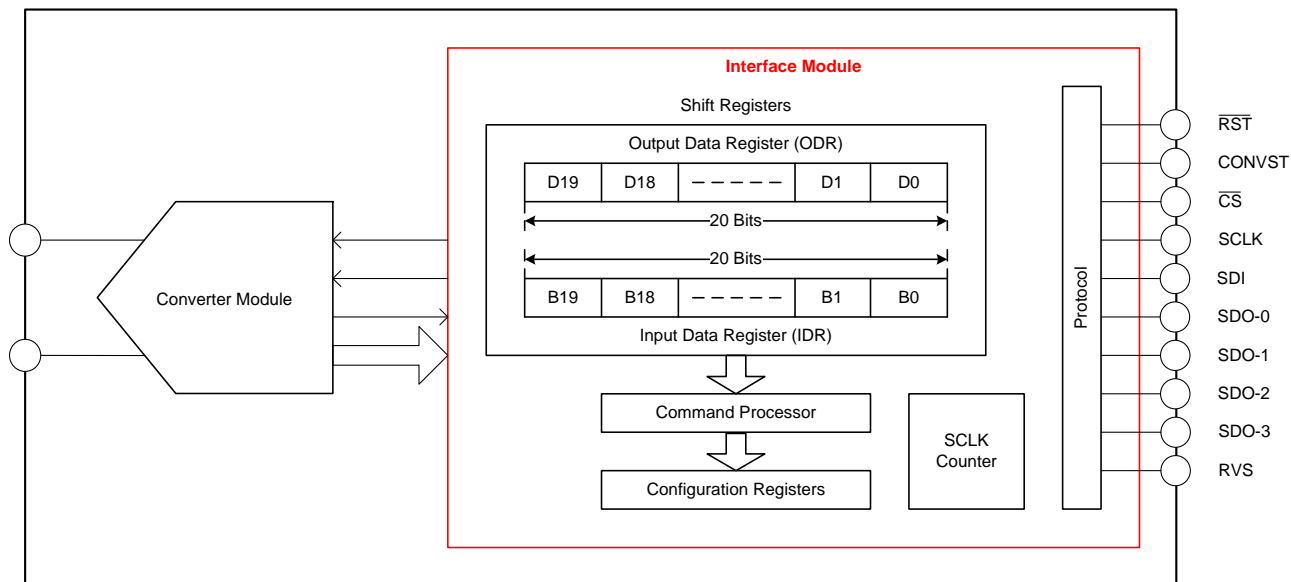 Interface Module
Shift Registers
Output Data Register (ODR)
D19 D18 D1 D0
20 Bits
20 Bits
B19 B18 B1 B0
Input Data Register (IDR)
Command Processor
Configuration Registers
SCLK
Counter
Converter Module
Protocol
R̅S̅T̅
CONVST
C̅S̅
SCLK
SDI
SDO-0
SDO-1
SDO-2
SDO-3
RVS